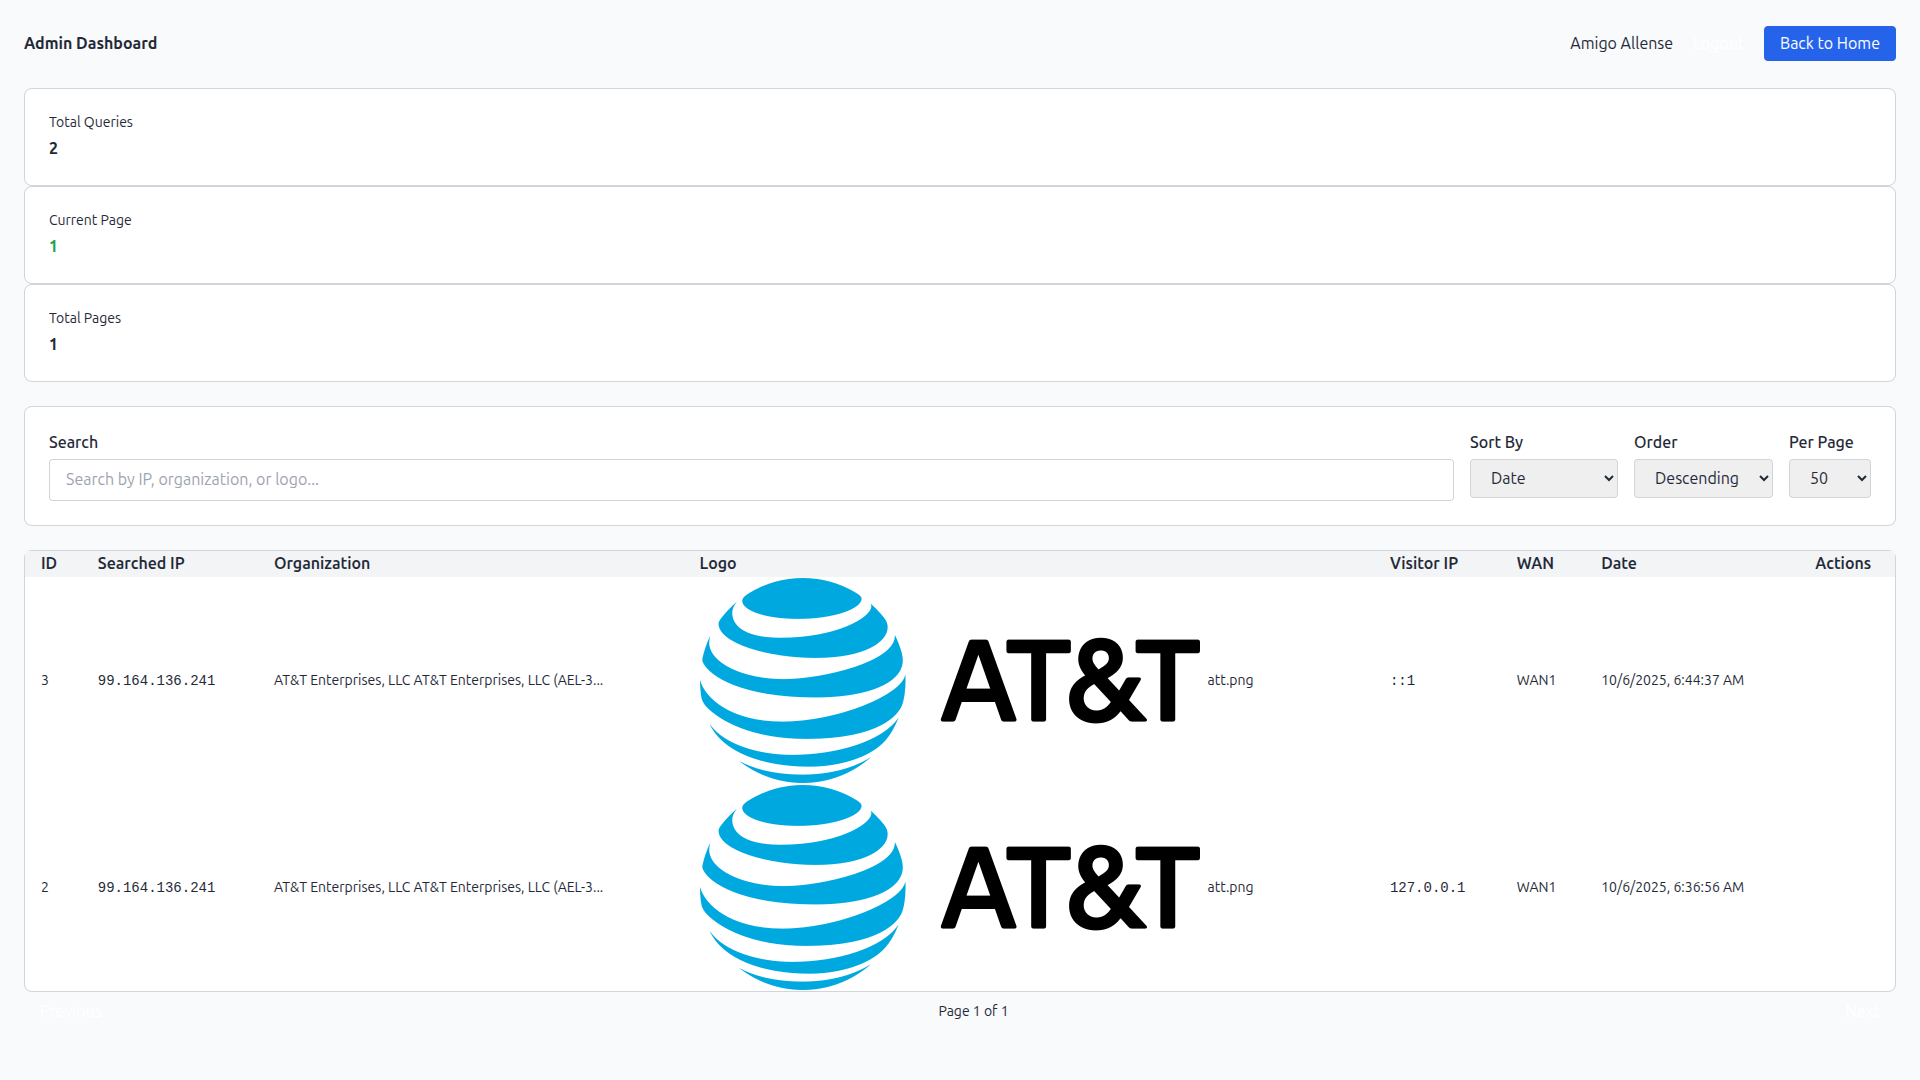 Admin Dashboard
Amigo Allense Logout Back to Home
Total Queries
2
Current Page
1
Total Pages
1
Search Sort By Order Per Page
Search by IP, organization, or logo... Date Descending 50
ID Searched IP Organization Logo Visitor IP WAN Date Actions
3 99.164.136.241 AT&T Enterprises, LLC AT&T Enterprises, LLC (AEL-3... AT&T att.png ::1 WAN1 10/6/2025, 6:44:37 AM
2 99.164.136.241 AT&T Enterprises, LLC AT&T Enterprises, LLC (AEL-3... AT&T att.png 127.0.0.1 WAN1 10/6/2025, 6:36:56 AM
Previous Page 1 of 1 Next